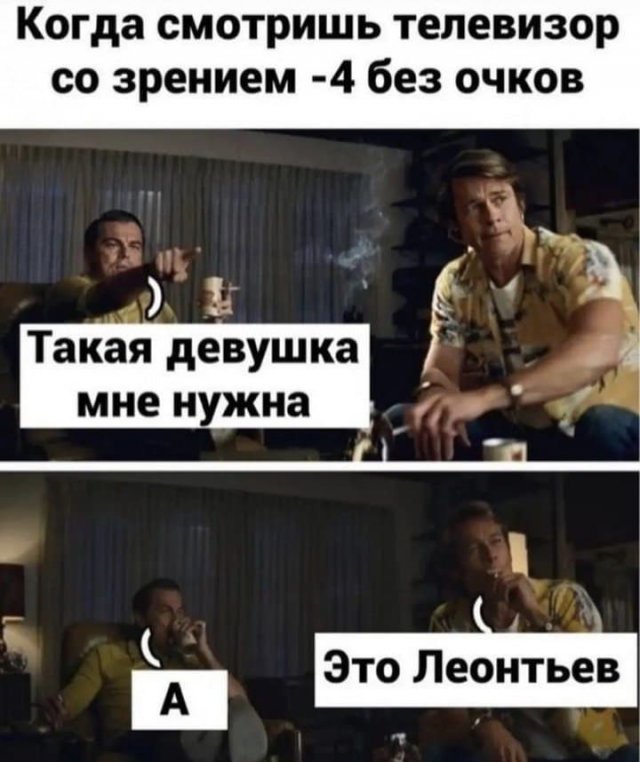 Когда смотришь телевизор
со зрением -4 без очков
Такая девушка
мне нужна
Это Леонтьев
А